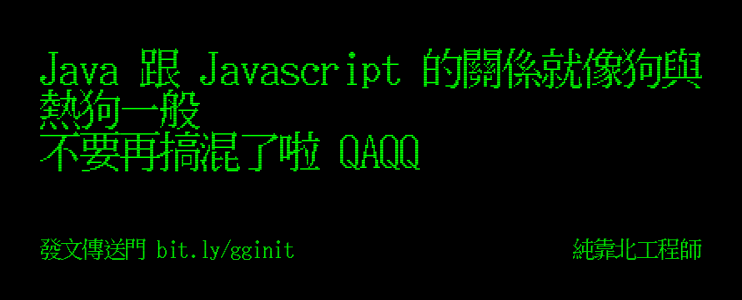 Java 跟 Javascript 的關係就像狗與
熱狗一般
不要再搞混了啦 QAQQ
發文傳送門 bit.ly/gginit
純靠北工程師